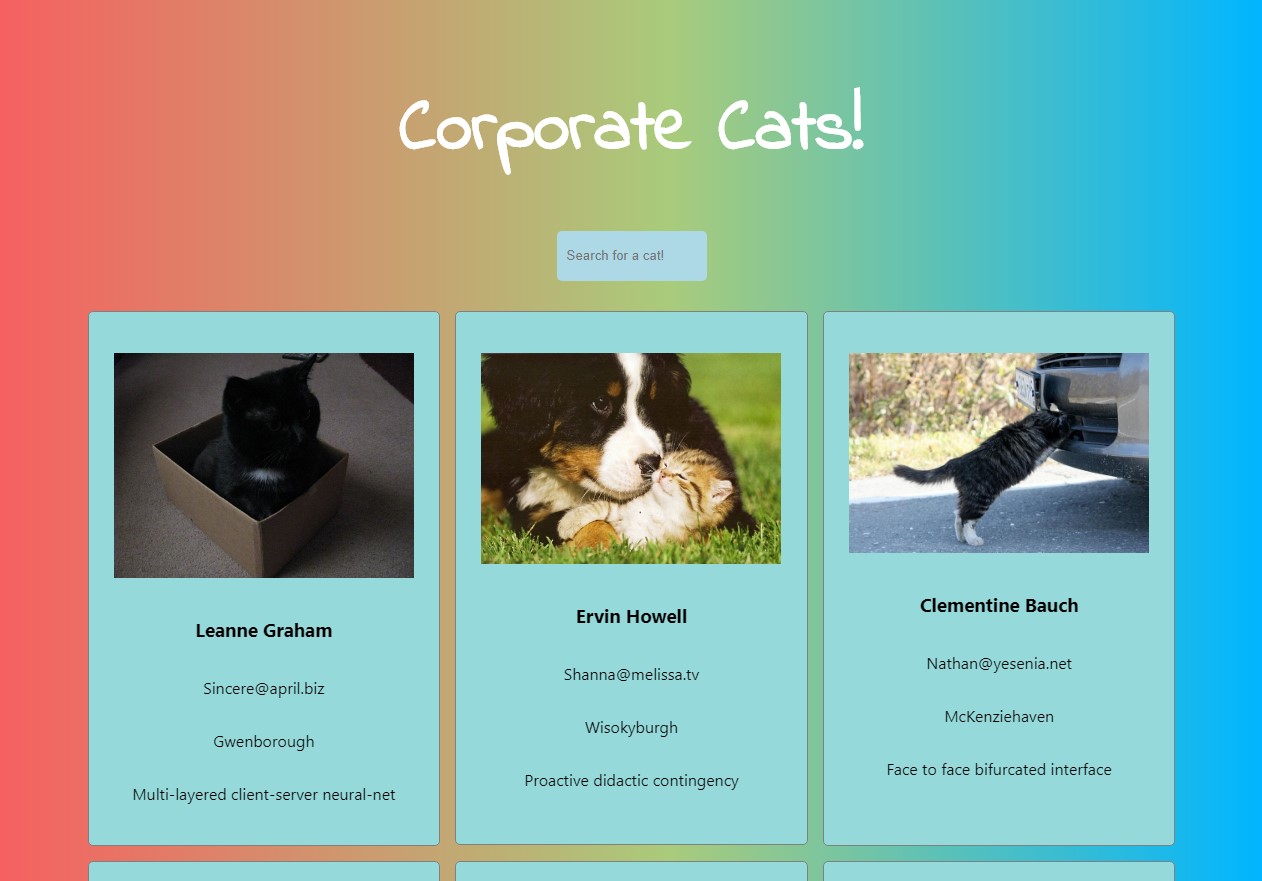 Corporate Cats!
Search for a cat!
Leanne Graham
Sincere@april.biz
Gwenborough
Multi-layered client-server neural-net
Ervin Howell
Shanna@melissa.tv
Wisokyburgh
Proactive didactic contingency
Clementine Bauch
Nathan@yesenia.net
McKenziehaven
Face to face bifurcated interface